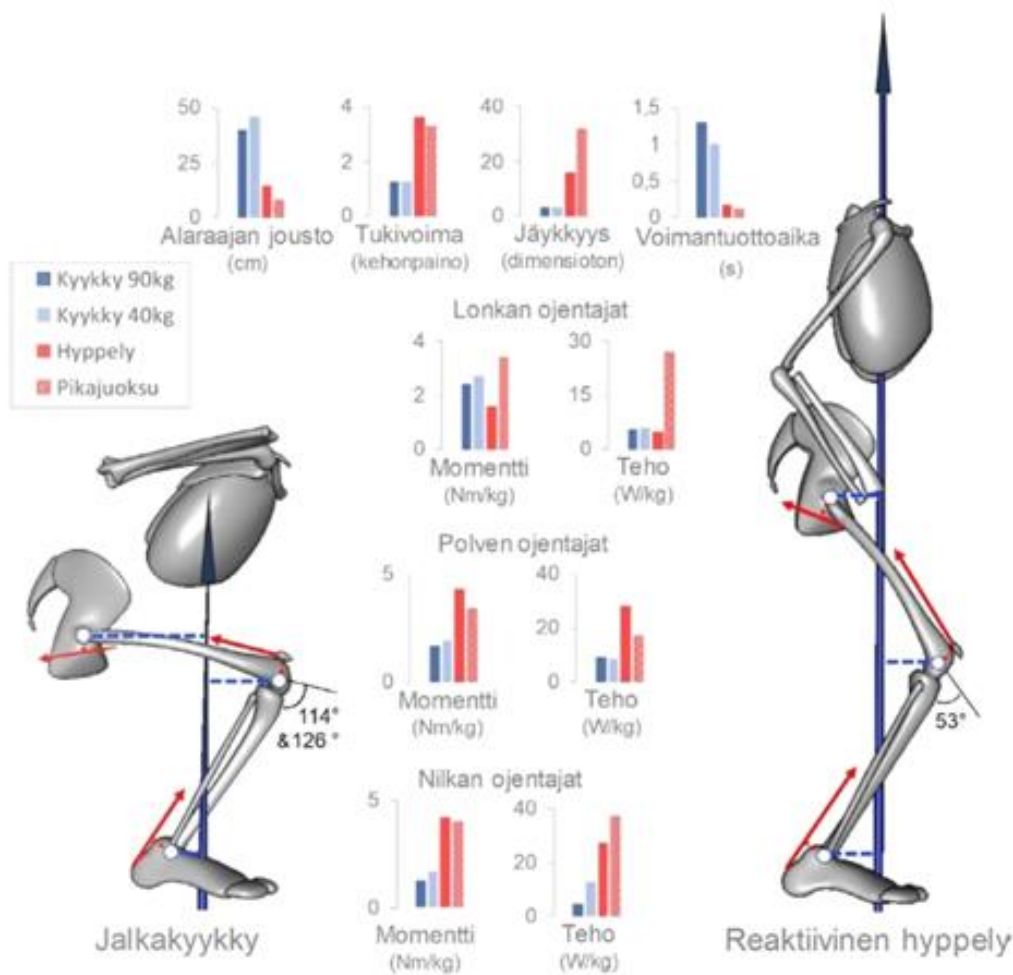 50
25
0
Alaraajan jousto
(cm)
4
2
0
Tukivoima
(kehonpaino)
40
20
0
Jäykkyys
(dimensioton)
1,5
1
0,5
0
Voimantuottoaika
(s)
Kyykky 90kg
Kyykky 40kg
Hyppely
Pikajuoksu
Lonkan ojentajat
4
2
0
Momentti
(Nm/kg)
30
15
0
Teho
(W/kg)
Polven ojentajat
5
0
Momentti
(Nm/kg)
40
20
0
Teho
(W/kg)
Nilkan ojentajat
5
0
Momentti
(Nm/kg)
40
20
0
Teho
(W/kg)
114°
&126 °
53°
Jalkakyykky
Reaktiivinen hyppely